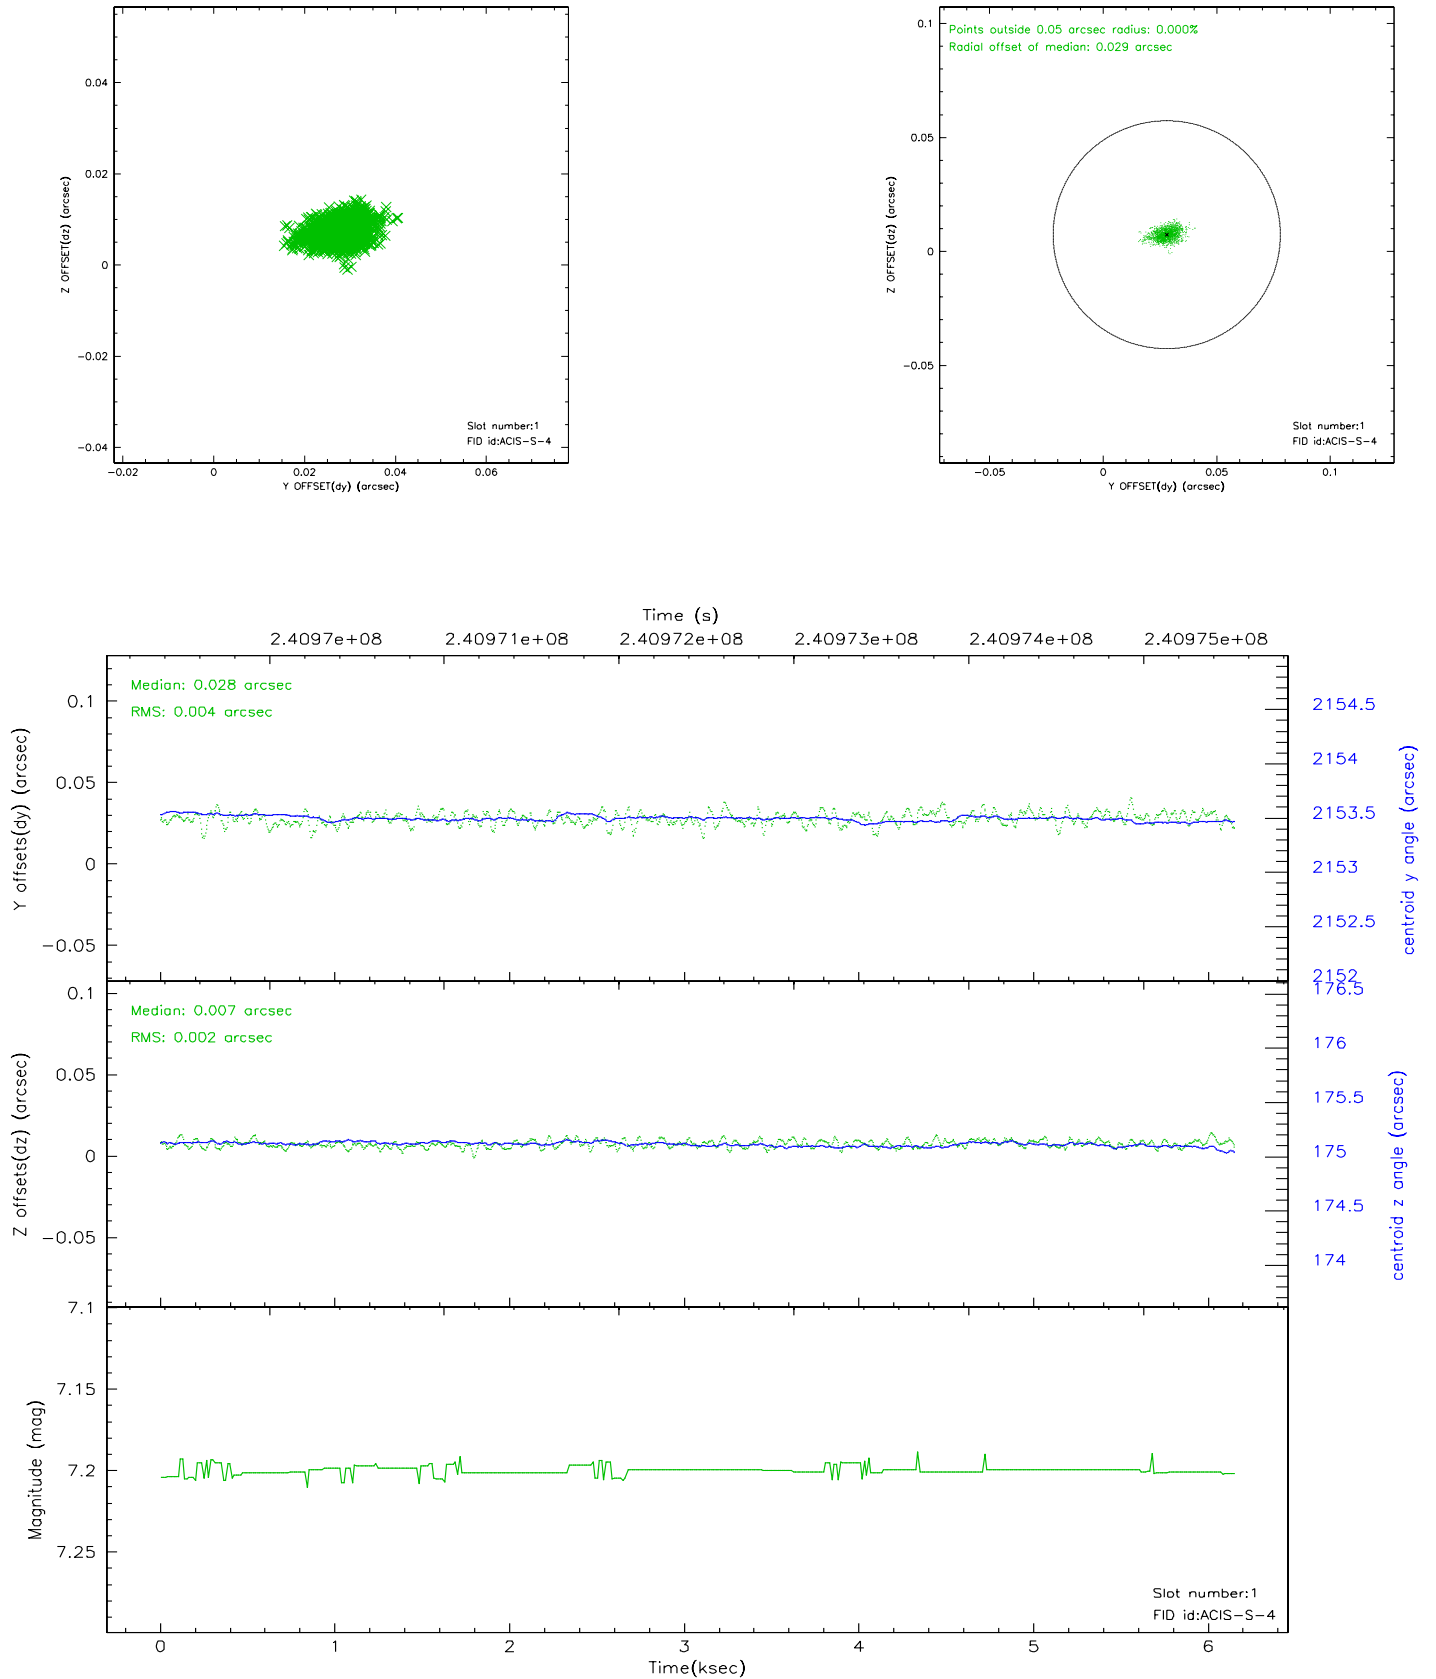 0.04
0.02
0
−0.02
−0.04
Z OFFSET(dz) (arcsec)
Slot number:1
FID id:ACIS−S−4
−0.02 0 0.02 0.04 0.06
Y OFFSET(dy) (arcsec)
Points outside 0.05 arcsec radius: 0.000%
Radial offset of median: 0.029 arcsec
0.1
0.05
0
−0.05
Z OFFSET(dz) (arcsec)
Slot number:1
FID id:ACIS−S−4
−0.05 0 0.05 0.1
Y OFFSET(dy) (arcsec)
Time (s)
2.4097e+08 2.40971e+08 2.40972e+08 2.40973e+08 2.40974e+08 2.40975e+08
Median: 0.028 arcsec
RMS: 0.004 arcsec
0.1
0.05
0
−0.05
Y offsets(dy) (arcsec)
2154.5
2154
2153.5
2153
2152.5
2152
centroid y angle (arcsec)
Median: 0.007 arcsec
RMS: 0.002 arcsec
0.1
0.05
0
−0.05
Z offsets(dz) (arcsec)
176.5
176
175.5
175
174.5
174
centroid z angle (arcsec)
7.1
7.15
7.2
7.25
Magnitude (mag)
Slot number:1
FID id:ACIS−S−4
0 1 2 3 4 5 6
Time(ksec)